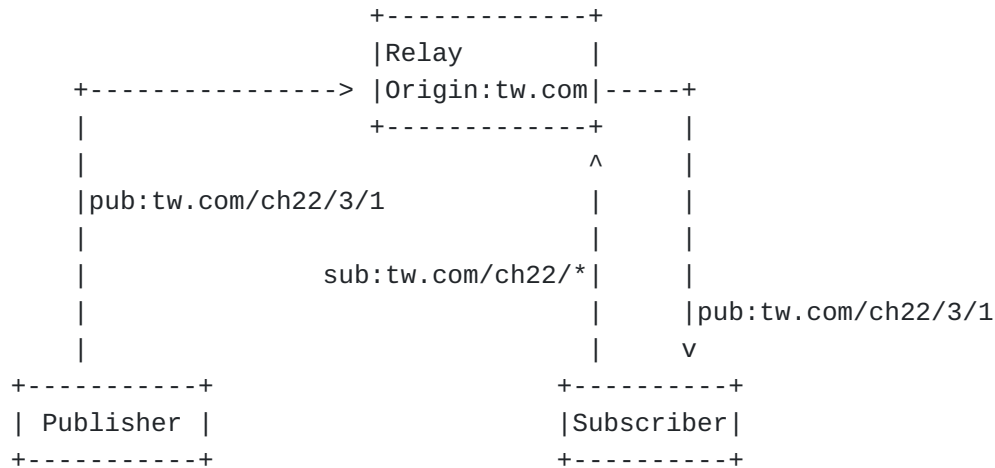 Relay
Origin:tw.com
pub:tw.com/ch22/3/1
sub:tw.com/ch22/*
pub:tw.com/ch22/3/1
Publisher
Subscriber